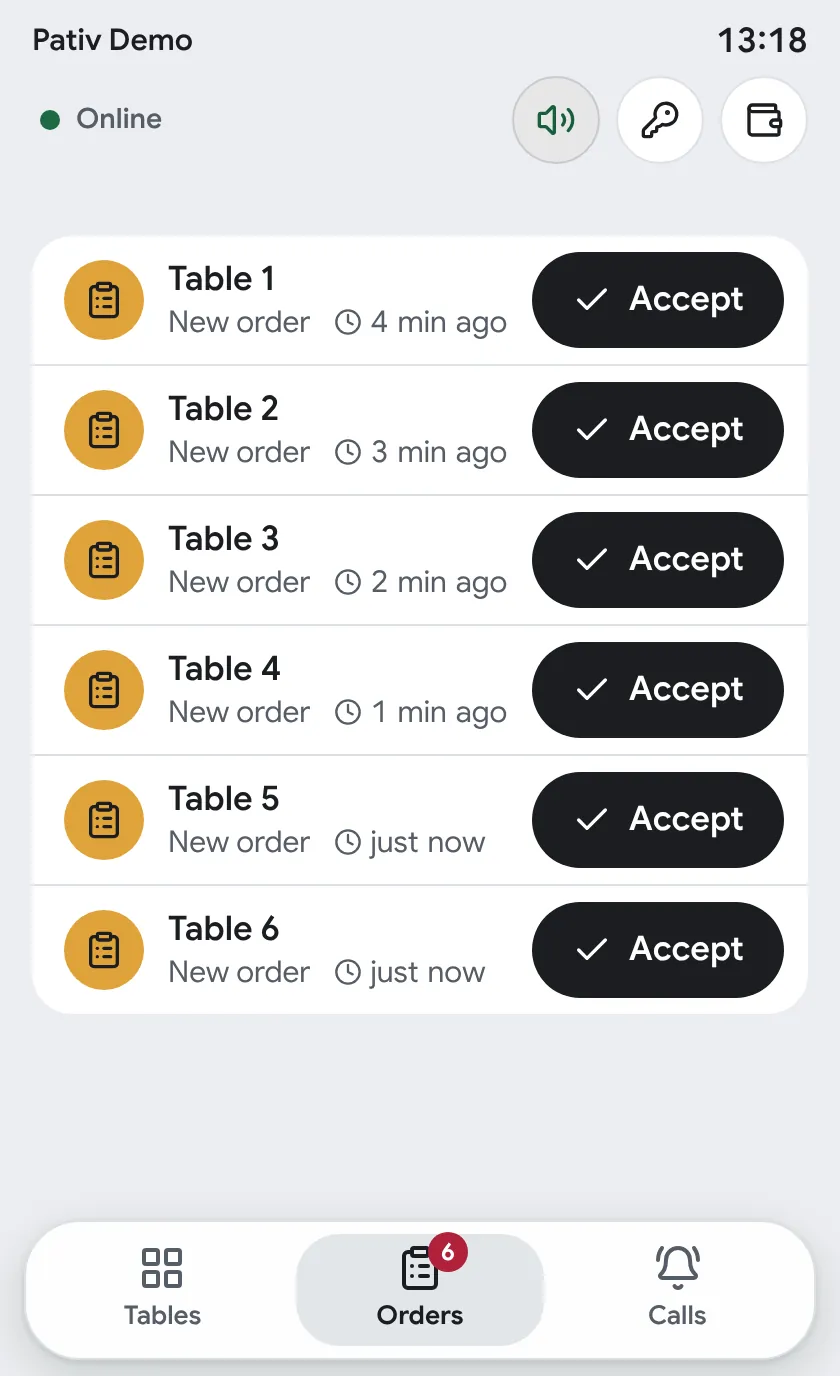 Pativ Demo 13:18
Online
Table 1
New order 4 min ago
Accept
Table 2
New order 3 min ago
Accept
Table 3
New order 2 min ago
Accept
Table 4
New order 1 min ago
Accept
Table 5
New order just now
Accept
Table 6
New order just now
Accept
6
Tables Orders Calls